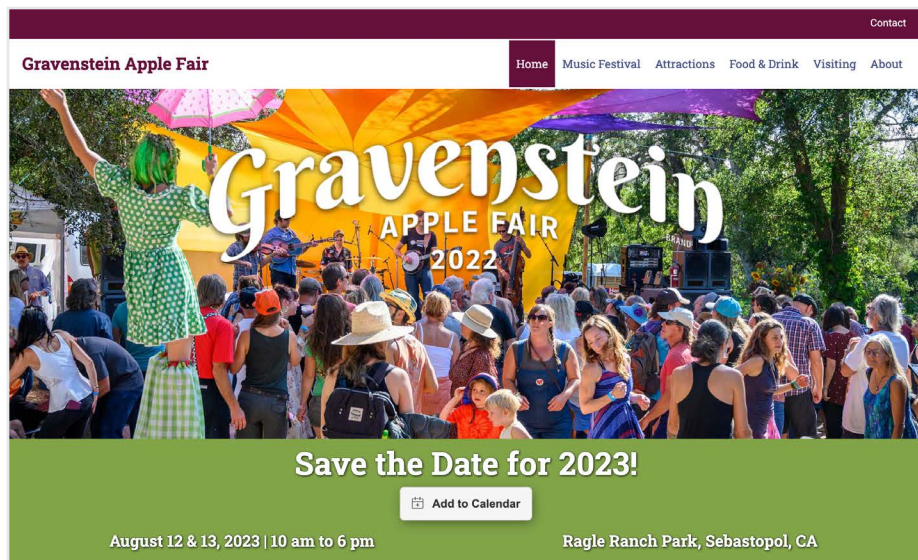 Contact
Gravenstein Apple Fair
Home Music Festival Attractions Food & Drink Visiting About
Gravenstein
APPLE FAIR
2022
BRAND
Save the Date for 2023!
Add to Calendar
August 12 & 13, 2023 | 10 am to 6 pm
Ragle Ranch Park, Sebastopol, CA